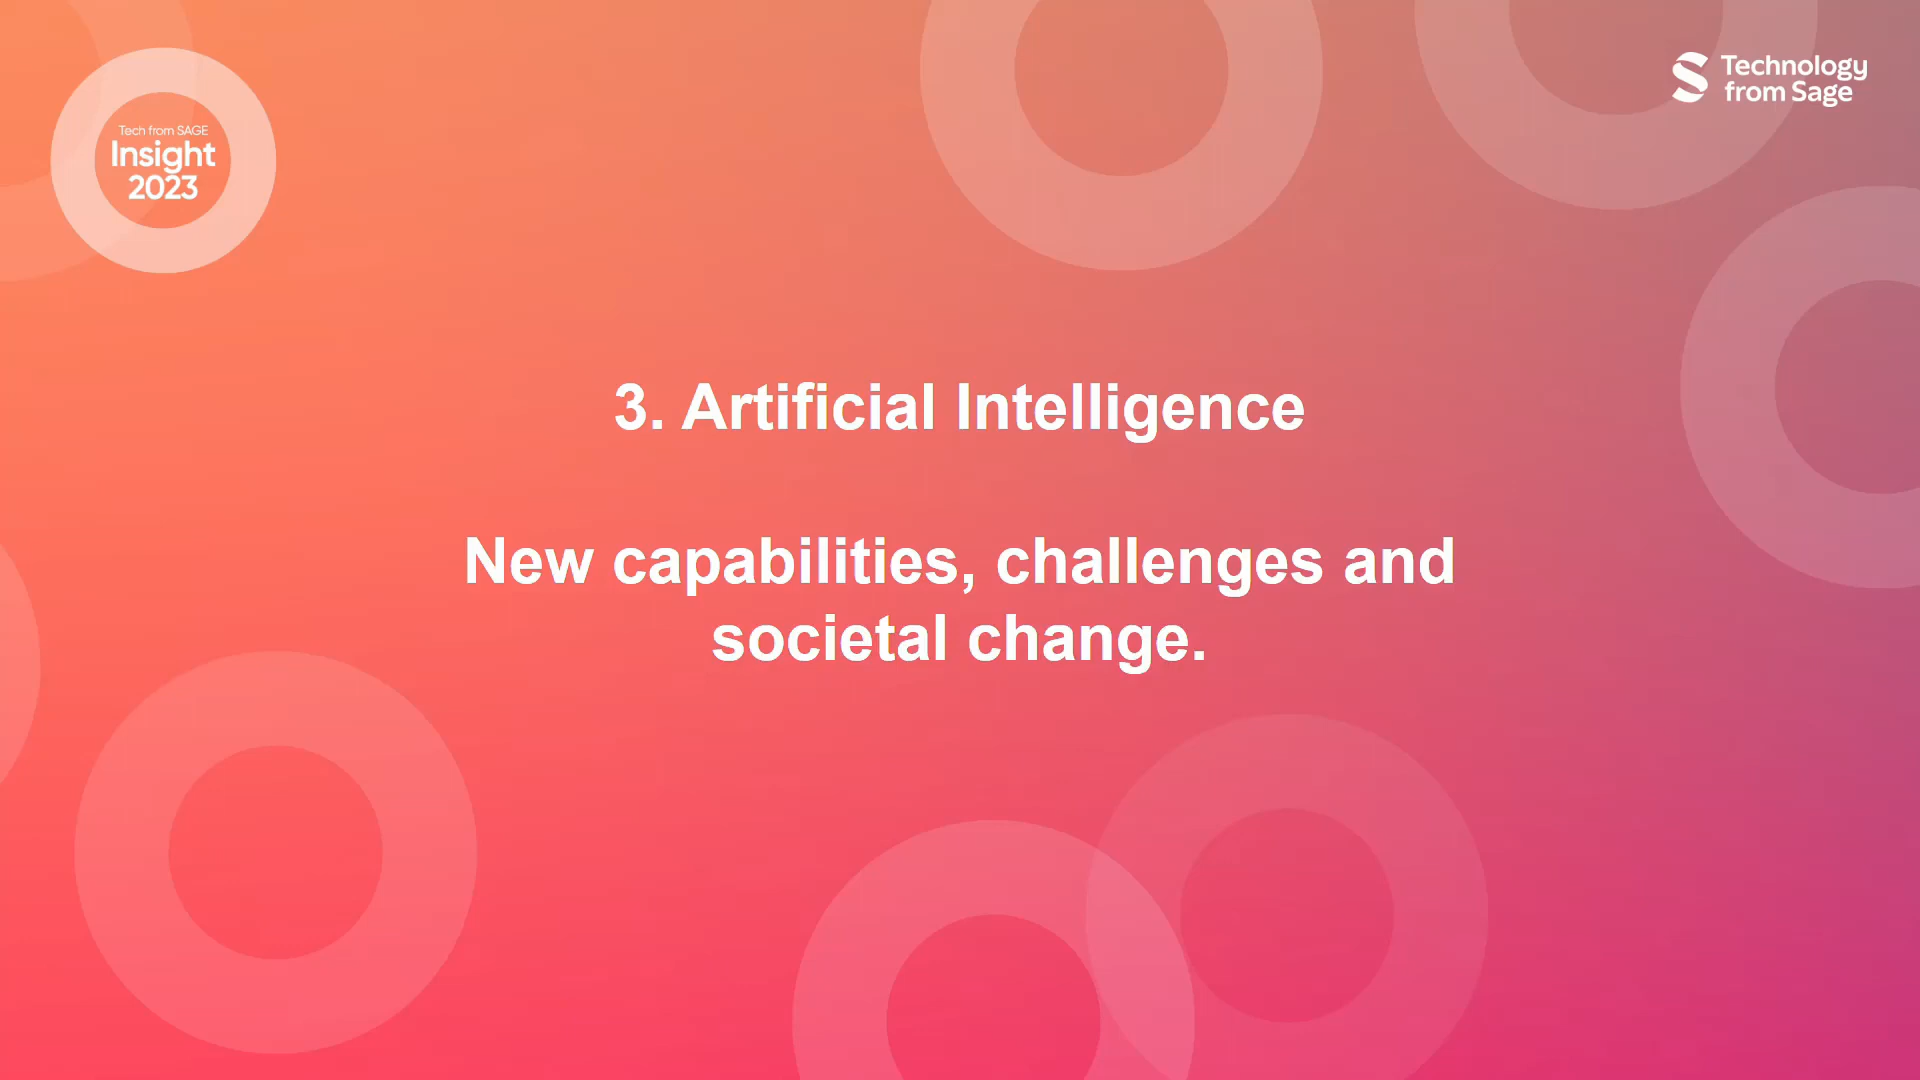 Tech from SAGE
Insight
2023
Technology
from Sage
3. Artificial Intelligence
New capabilities, challenges and
societal change.